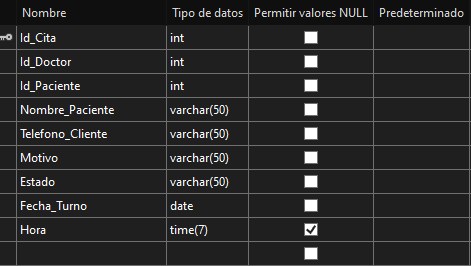 Nombre Tipo de datos Permitir valores NULL Predeterminado
Id_Cita int
Id_Doctor int
Id_Paciente int
Nombre_Paciente varchar(50)
Telefono_Cliente varchar(50)
Motivo varchar(50)
Estado varchar(50)
Fecha_Turno date
Hora time(7)